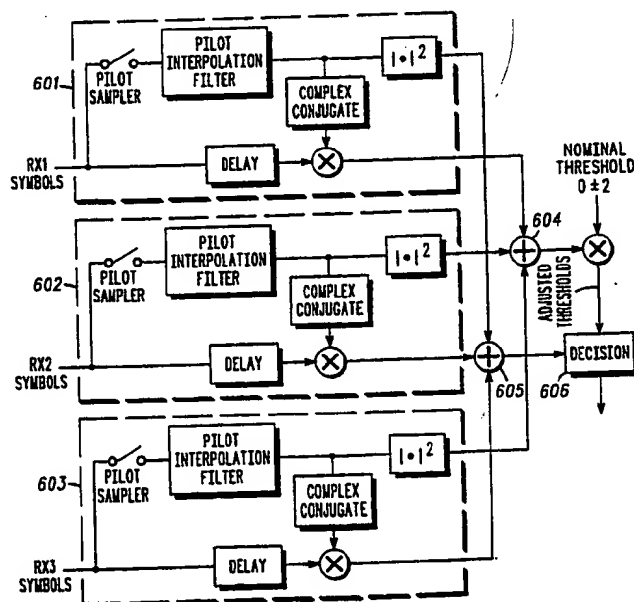 PILOT
INTERPOLATION
FILTER
|•|²
601
PILOT
SAMPLER
COMPLEX
CONJUGATE
RX1
SYMBOLS
DELAY
×
NOMINAL
THRESHOLD
0 ± 2
604
+
×
PILOT
INTERPOLATION
FILTER
|•|²
602
PILOT
SAMPLER
COMPLEX
CONJUGATE
ADJUSTED
THRESHOLDS
RX2
SYMBOLS
DELAY
×
+
605
DECISION
606
PILOT
INTERPOLATION
FILTER
|•|²
603
PILOT
SAMPLER
COMPLEX
CONJUGATE
RX3
SYMBOLS
DELAY
×